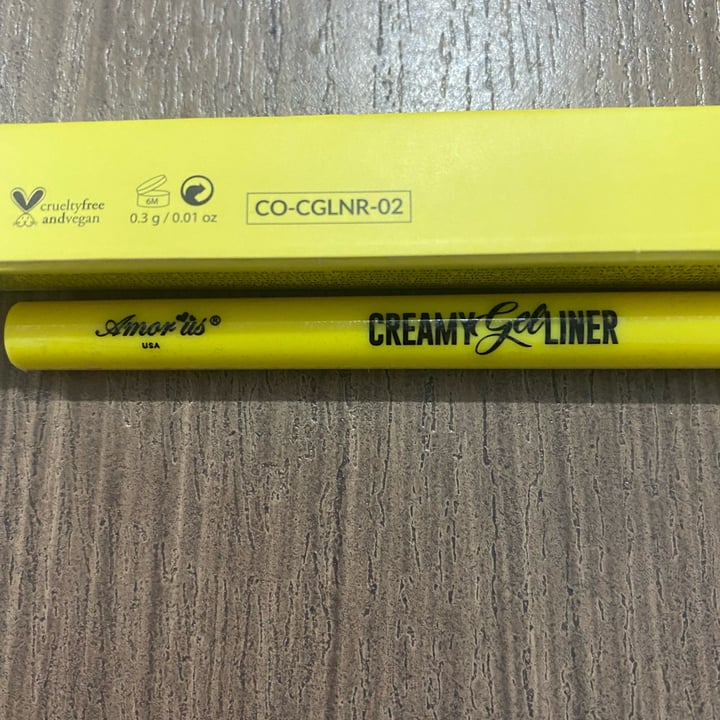 crueltyfree
andvegan
6M
0.3 g / 0.01 oz
CO-CGLNR-02
Amor Us®
USA
CREAMY Gel LINER